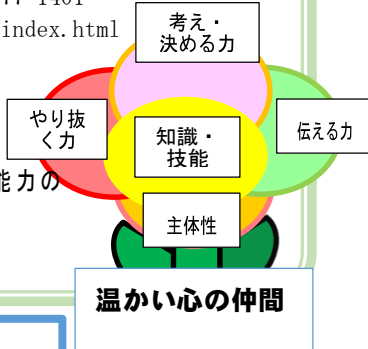 index.html
考え・
決める力
やり抜
く力
知識・
技能
伝える力
能力の
主体性
温かい心の仲間